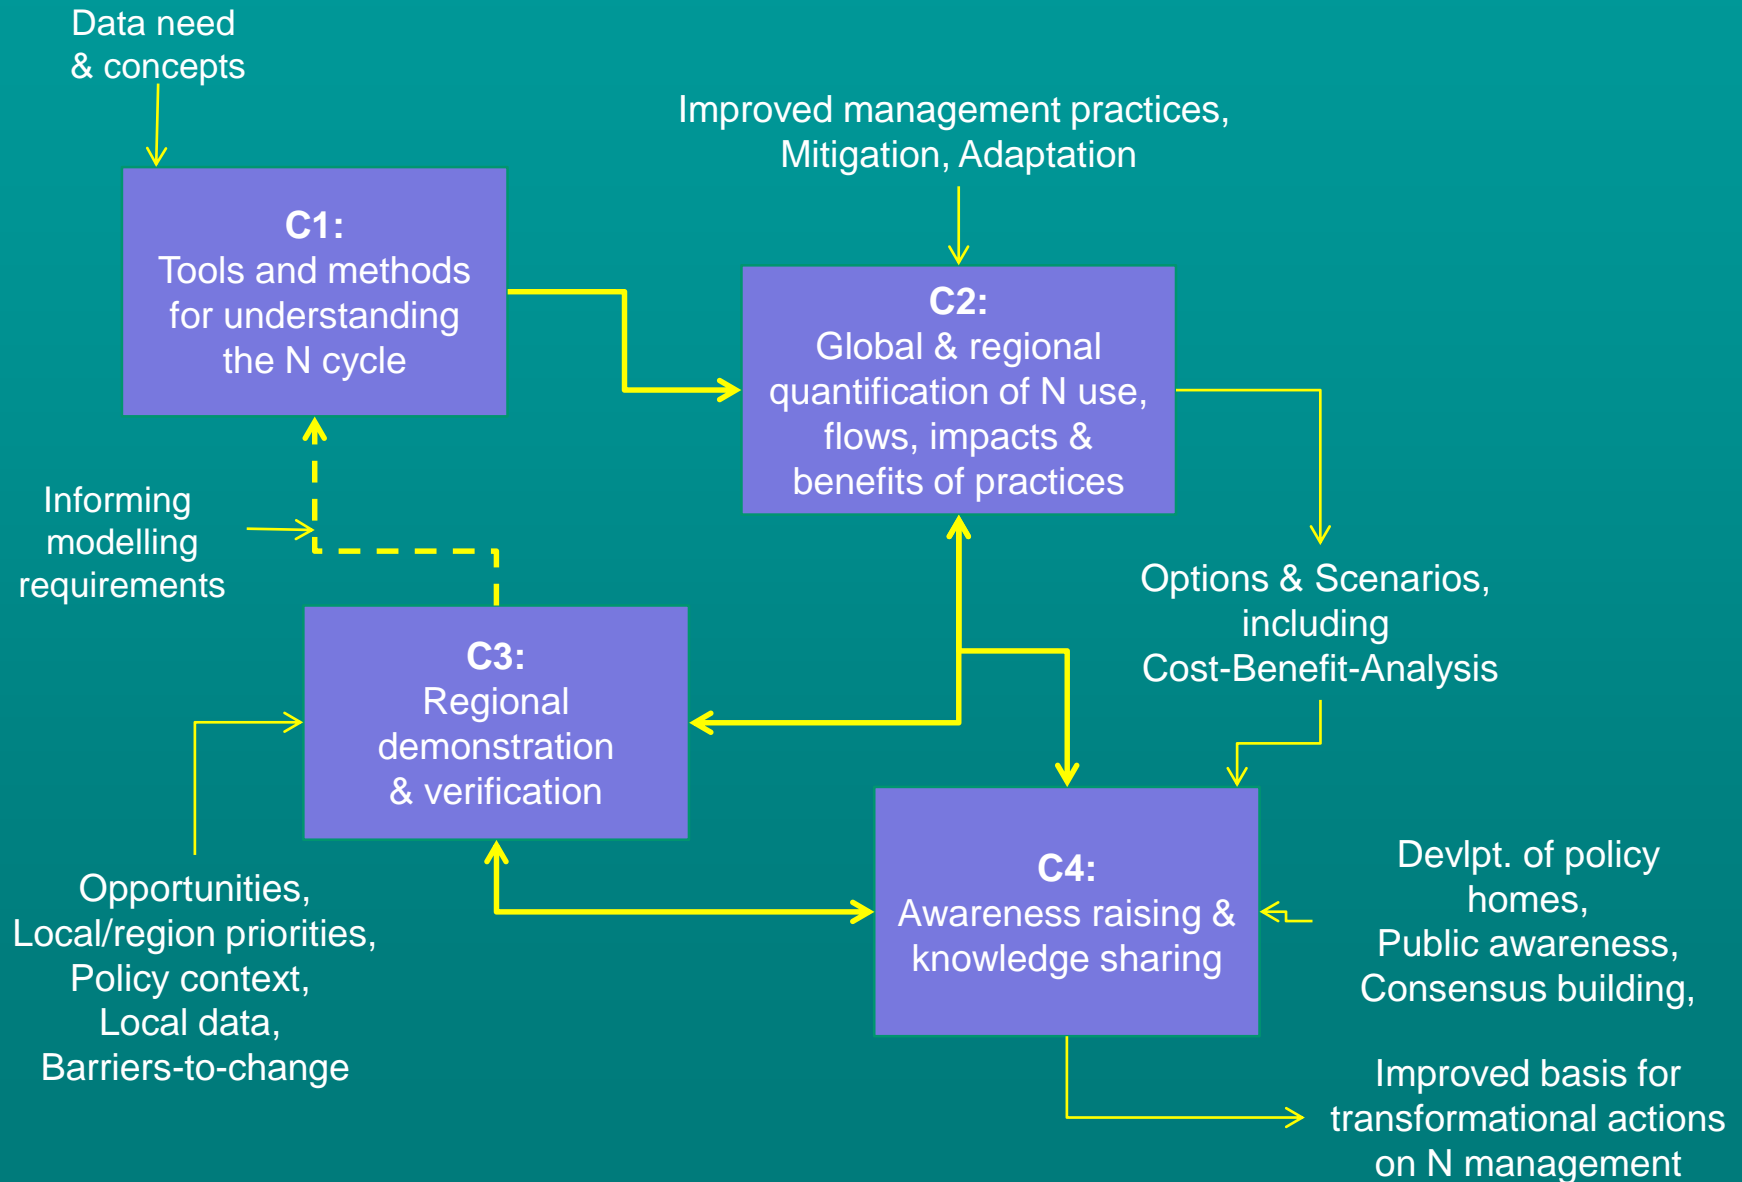 Data need
& concepts
Improved management practices,
Mitigation, Adaptation
C1:
Tools and methods
for understanding
the N cycle
C2:
Global & regional
quantification of N use,
flows, impacts &
benefits of practices
Informing
modelling
requirements
Options & Scenarios,
including
Cost-Benefit-Analysis
C3:
Regional
demonstration
& verification
Opportunities,
Local/region priorities,
Policy context,
Local data,
Barriers-to-change
C4:
Awareness raising &
knowledge sharing
Devlpt. of policy
homes,
Public awareness,
Consensus building,
Improved basis for
transformational actions
on N management